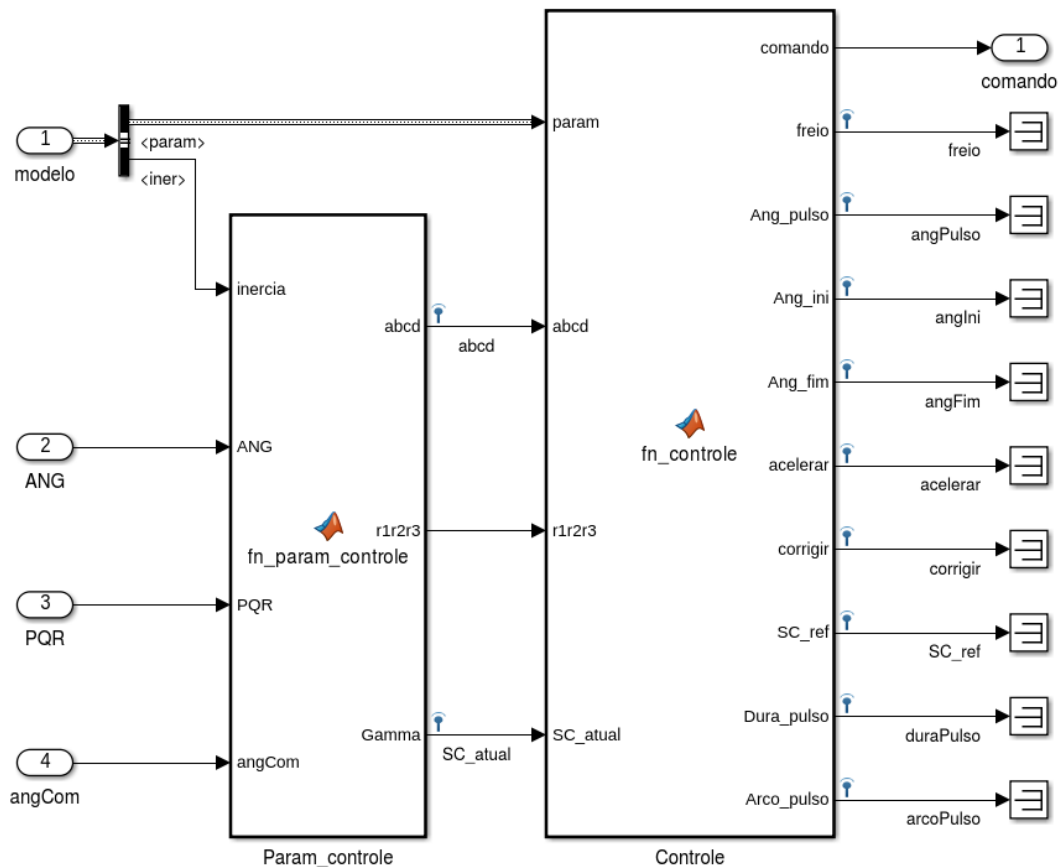 comando
1
comando
param
1
modelo
<param>
<iner>
freio
freio
Ang_pulso
angPulso
inercia
Ang_ini
angIni
abcd
abcd
abcd
Ang_fim
angFim
fn_controle
2
ANG
ANG
acelerar
acelerar
fn_param_controle
r1r2r3
r1r2r3
corrigir
corrigir
3
PQR
PQR
SC_ref
SC_ref
Gamma
SC_atual
SC_atual
Dura_pulso
duraPulso
4
angCom
angCom
Arco_pulso
arcoPulso
Param_controle
Controle